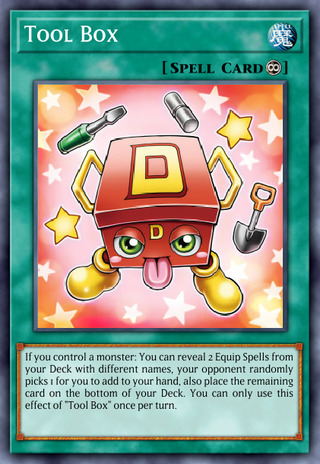 Tool Box
[Spell Card]
D
D
If you control a monster: You can reveal 2 Equip Spells from
your Deck with different names, your opponent randomly
picks 1 for you to add to your hand, also place the remaining
card on the bottom of your Deck. You can only use this
effect of "Tool Box" once per turn.